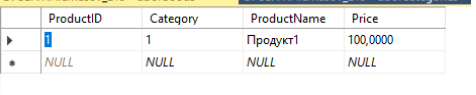 ProductID Category ProductName Price
1 1 Продукт1 100,0000
NULL NULL NULL NULL